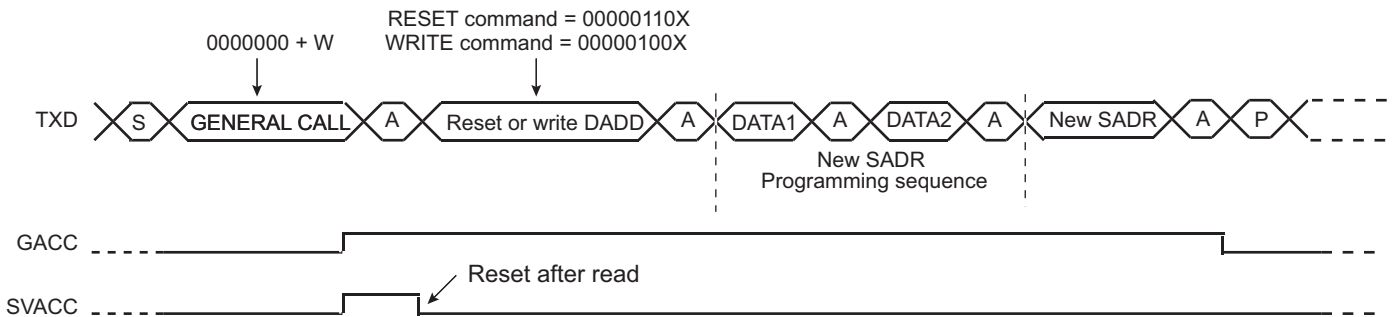 RESET command = 00000110X
0000000 + W
WRITE command = 00000100X
TXD
S
GENERAL CALL
A
Reset or write DADD
A
DATA1
A
DATA2
A
New SADR
A
P
New SADR
Programming sequence
GACC
Reset after read
SVACC